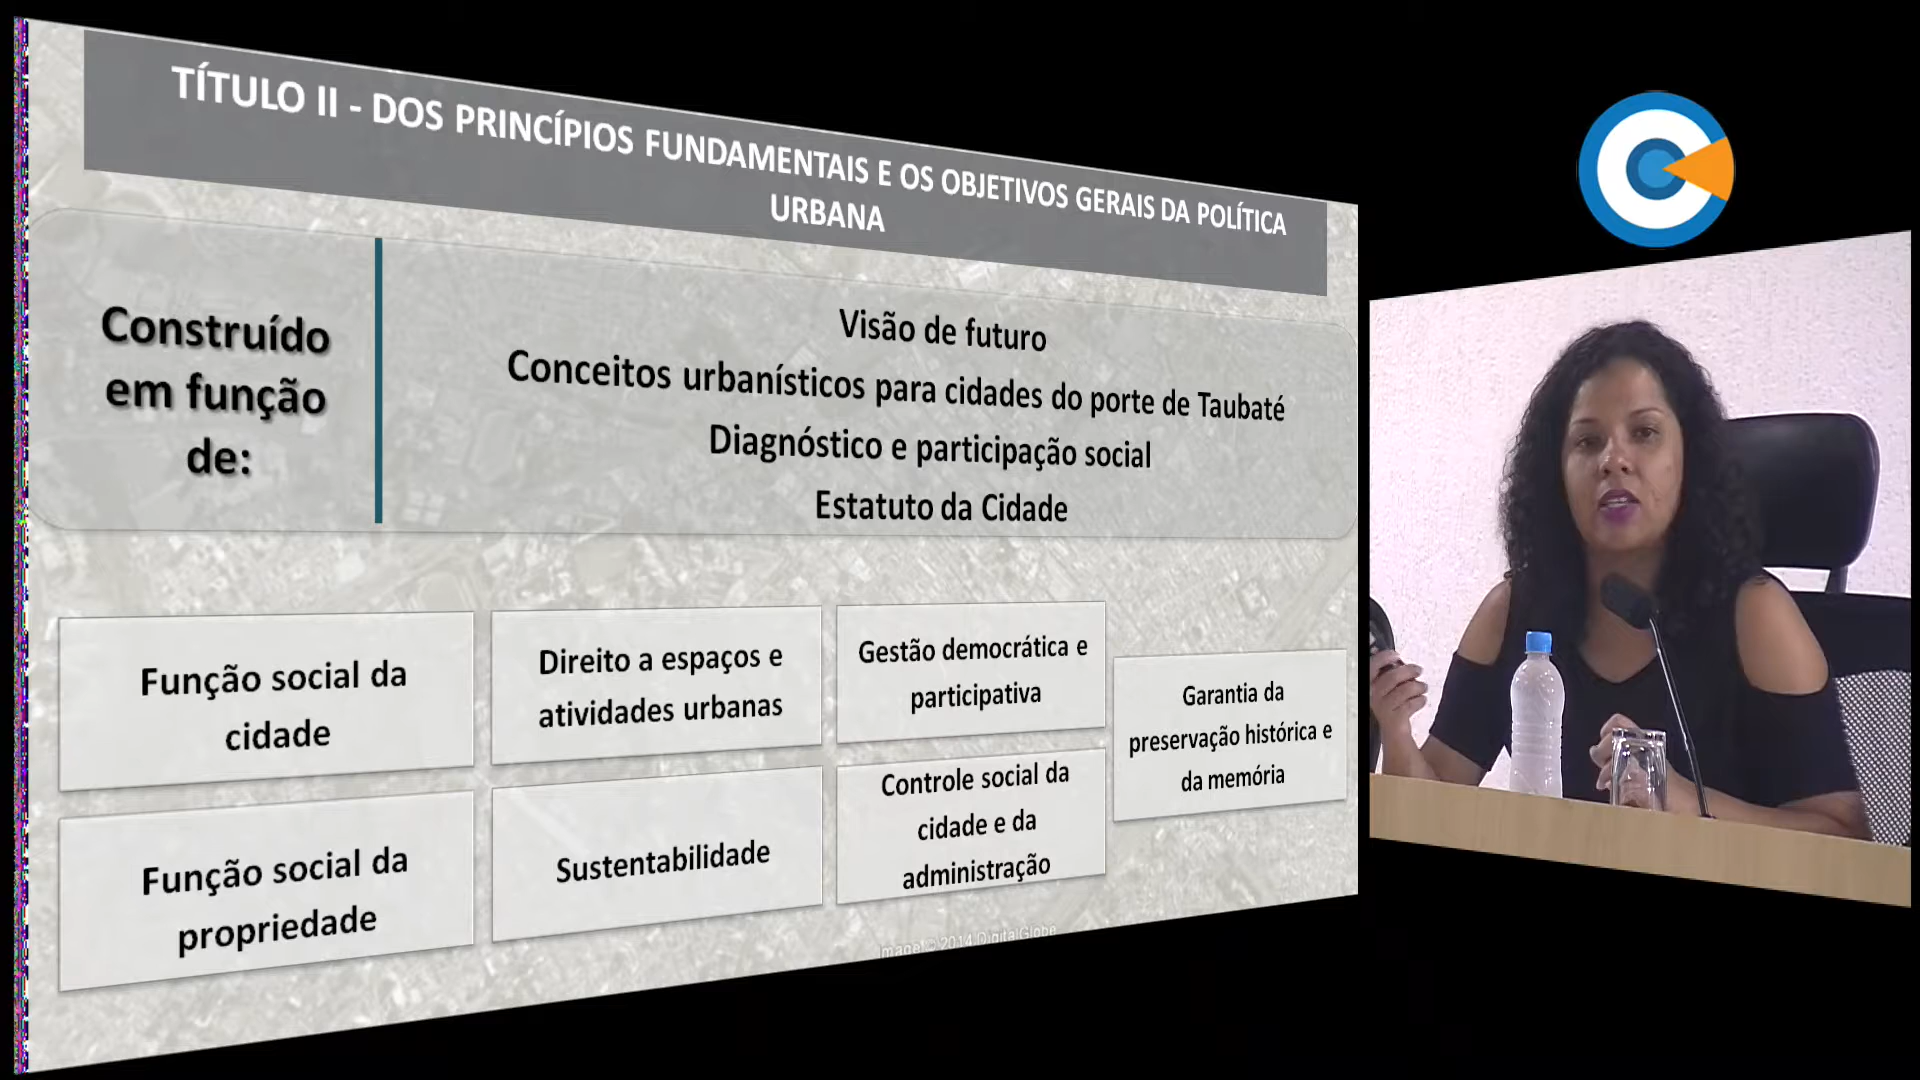 TÍTULO II - DOS PRINCÍPIOS FUNDAMENTAIS E OS OBJETIVOS GERAIS DA POLÍTICA
URBANA
Construído
em função
de:
Visão de futuro
Conceitos urbanísticos para cidades do porte de Taubaté
Diagnóstico e participação social
Estatuto da Cidade
Função social da
cidade
Direito a espaços e
atividades urbanas
Gestão democrática e
participativa
Garantia da
preservação histórica e
da memória
Função social da
propriedade
Sustentabilidade
Controle social da
cidade e da
administração
Image © 2014 DigitalGlobe